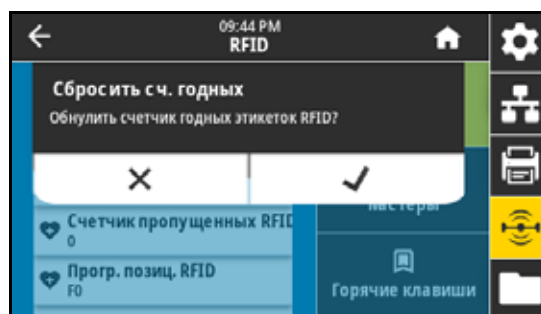 09:44 PM
RFID
Сбросить сч. годных
Обнулить счетчик годных этикеток RFID?
Мастеры
Счетчик пропущенных RFID
0
Прогр. позиц. RFID
F0
Горячие клавиши